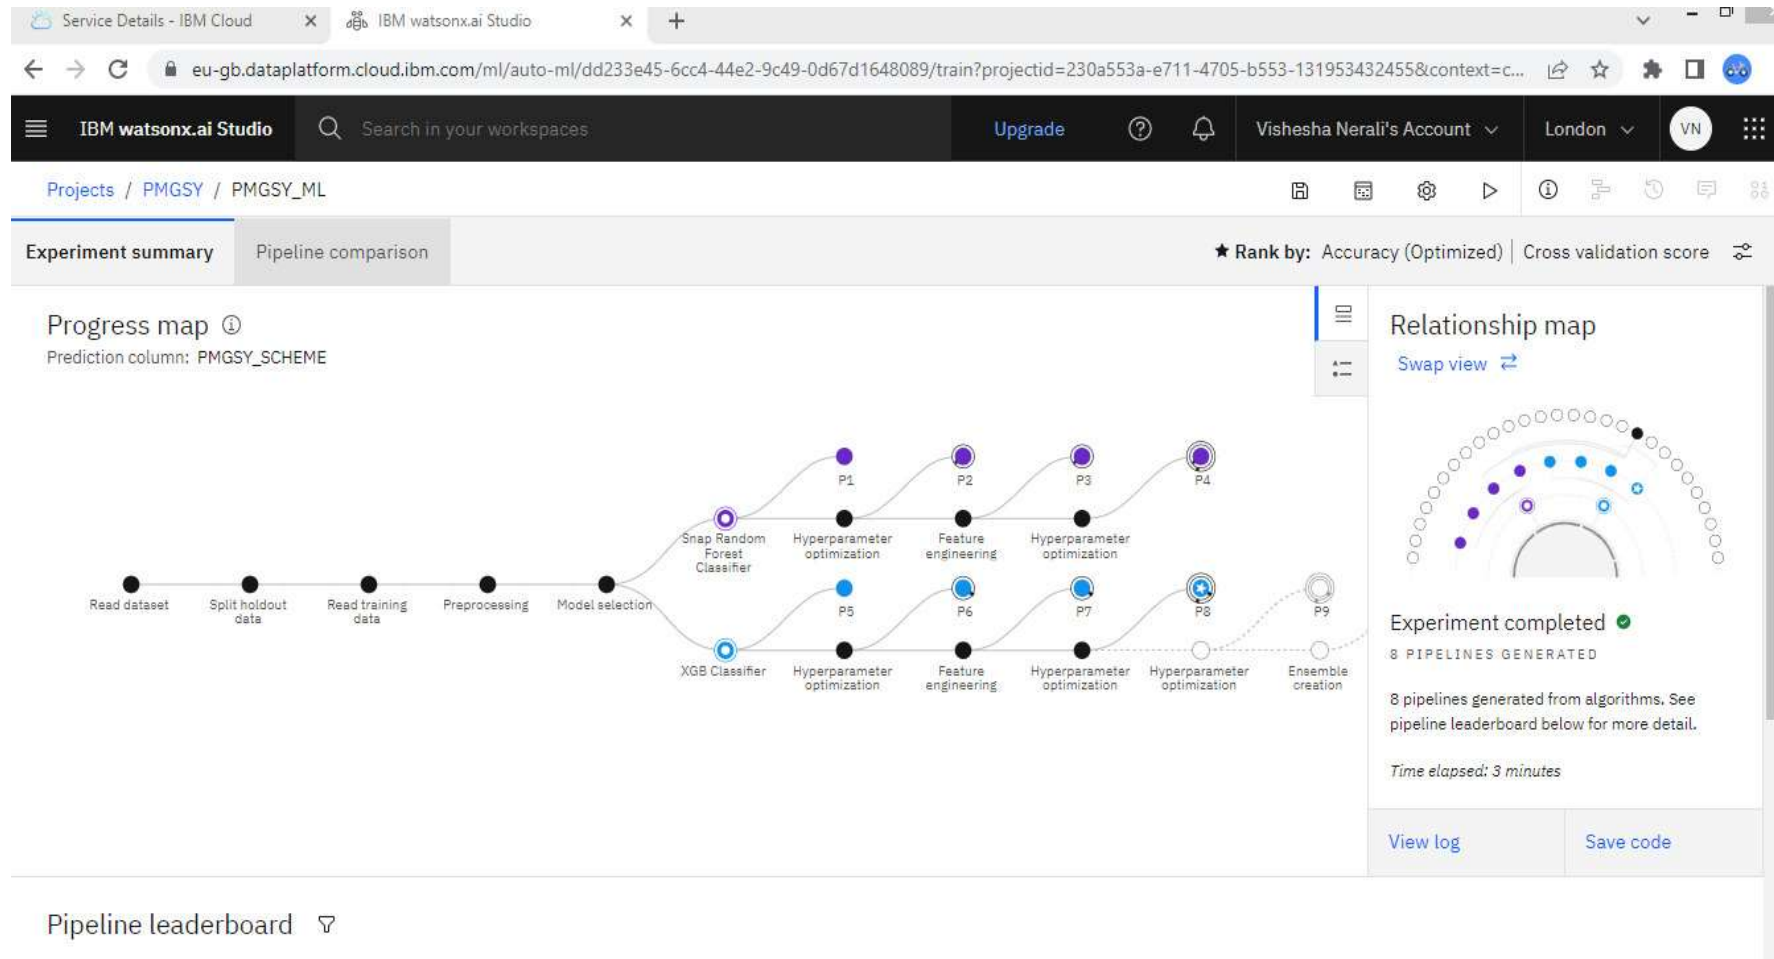 Service Details - IBM Cloud
IBM watsonx.ai Studio
eu-gb.dataplatform.cloud.ibm.com/ml/auto-ml/dd233e45-6cc4-44e2-9c49-0d67d1648089/train?projectid=230a553a-e711-4705-b553-131953432455&context=c...
IBM watsonx.ai Studio
Search in your workspaces
Upgrade
Vishesha Nerali's Account
London
VN
Projects / PMGSY / PMGSY_ML
Experiment summary
Pipeline comparison
Rank by: Accuracy (Optimized) | Cross validation score
Progress map
Prediction column: PMGSY_SCHEME
P1
P2
P3
P4
Snap Random
Forest
Classifier
Hyperparameter
optimization
Feature
engineering
Hyperparameter
optimization
Read dataset
Split holdout
data
Read training
data
Preprocessing
Model selection
P5
P6
P7
P8
P9
XGB Classifier
Hyperparameter
optimization
Feature
engineering
Hyperparameter
optimization
Hyperparameter
optimization
Ensemble
creation
Relationship map
Swap view
Experiment completed
8 PIPELINES GENERATED
8 pipelines generated from algorithms. See
pipeline leaderboard below for more detail.
Time elapsed: 3 minutes
View log
Save code
Pipeline leaderboard